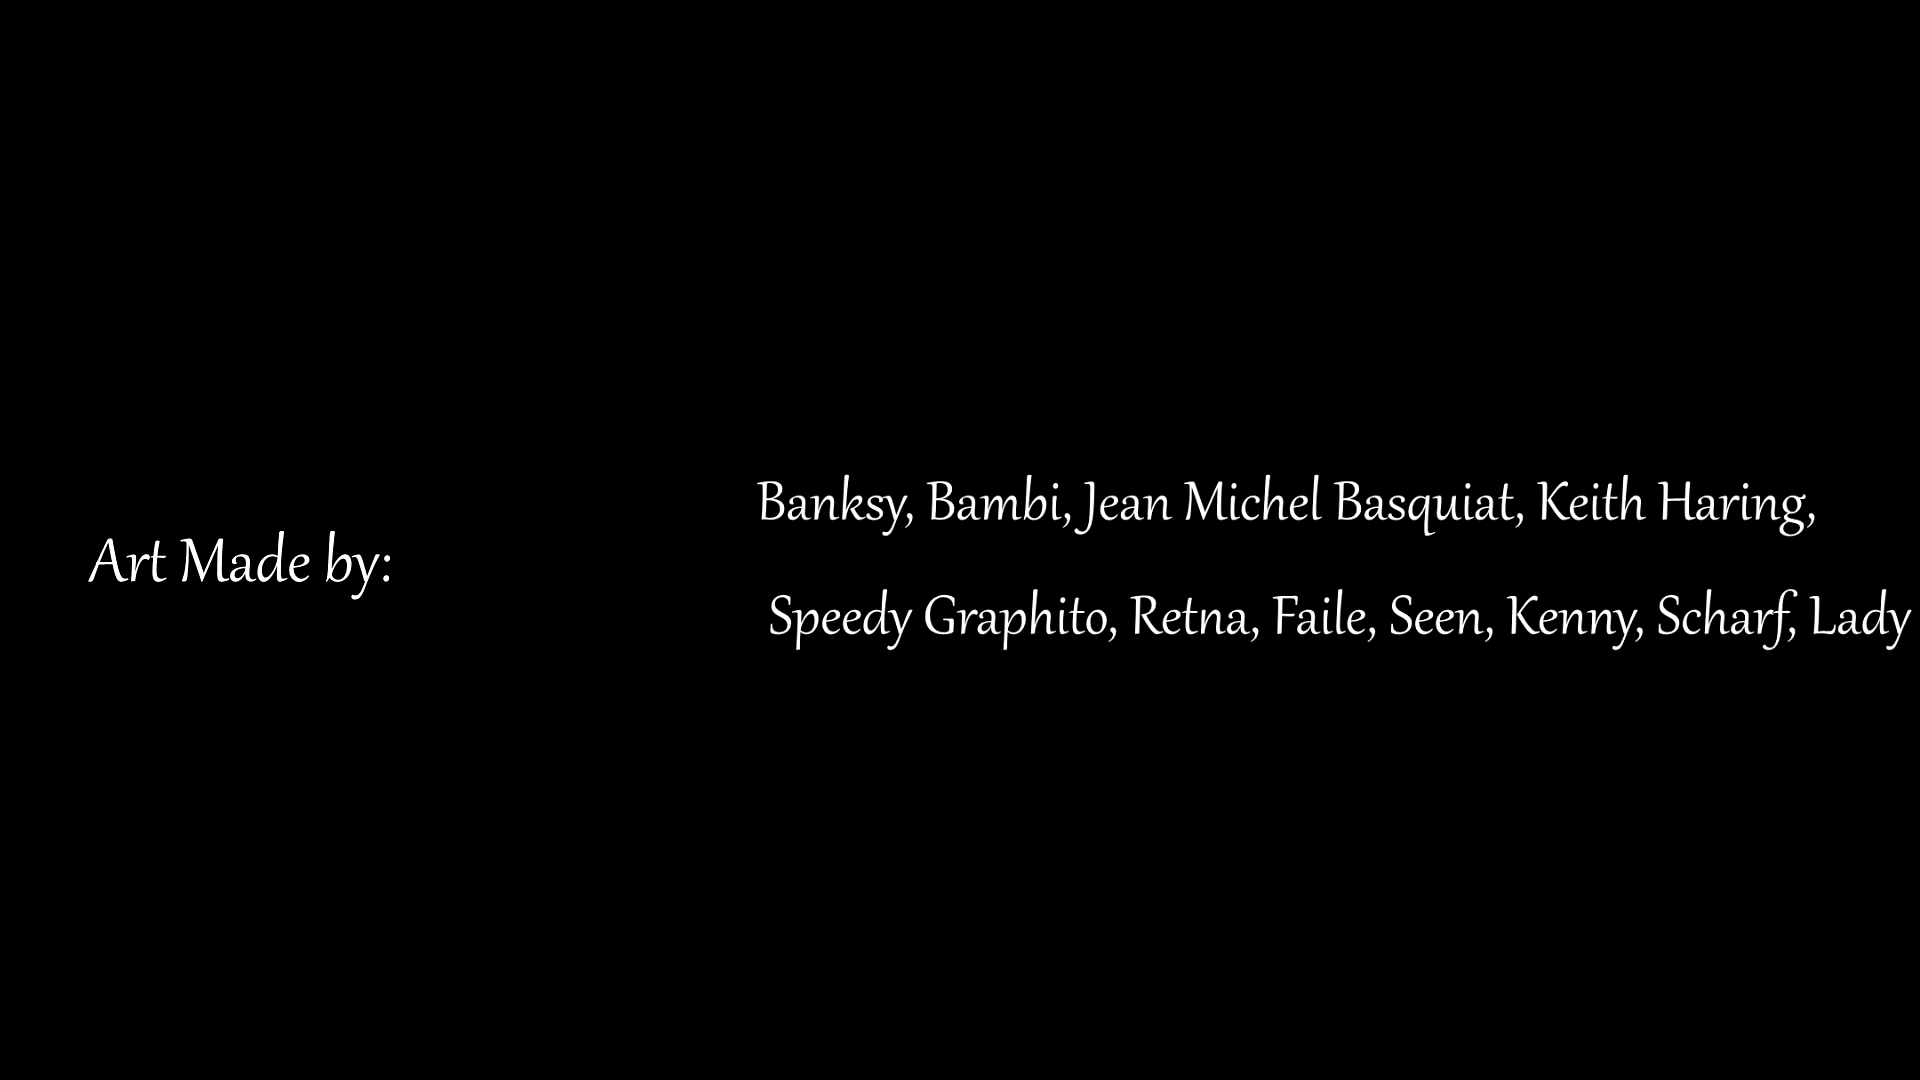 Art Made by:
Banksy, Bambi, Jean Michel Basquiat, Keith Haring,
Speedy Graphito, Retna, Faile, Seen, Kenny, Scharf, Lady